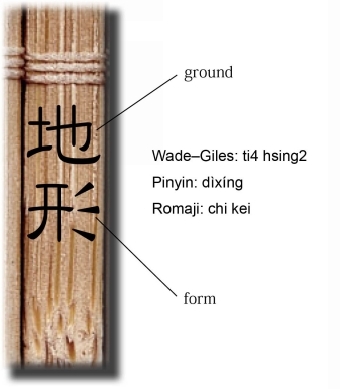 ground
地
形
Wade–Giles: ti4 hsing2
Pinyin: dìxíng
Romaji: chi kei
form